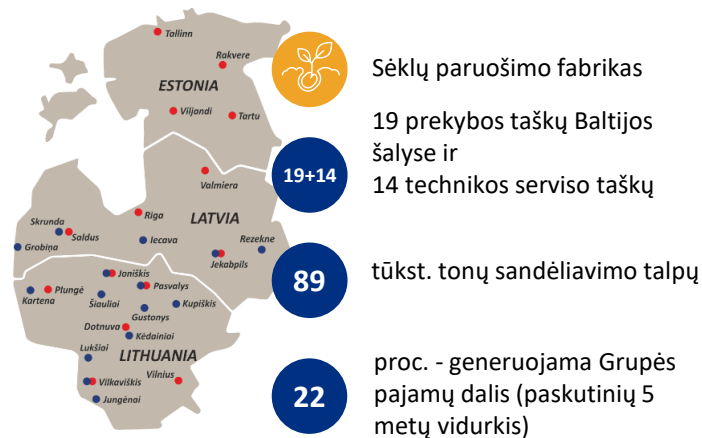 Tallinn
Rakvere
ESTONIA
Viljandi
Tartu
Valmiera
Riga
LATVIA
Skrunda
Saldus
Iecava
Rezekne
Grobiņa
Jekabpils
Joniškis
Pasvalys
Kartena
Plungė
Šiauliai
Kupiškis
Gustonys
Dotnuva
Kėdainiai
Lukšiai
LITHUANIA
Vilkaviškis
Vilnius
Jungėnai
Sėklų paruošimo fabrikas
19+14
19 prekybos taškų Baltijos
šalyse ir
14 technikos serviso taškų
89
tūkst. tonų sandėliavimo talpų
22
proc. - generuojama Grupės
pajamų dalis (paskutinių 5
metų vidurkis)